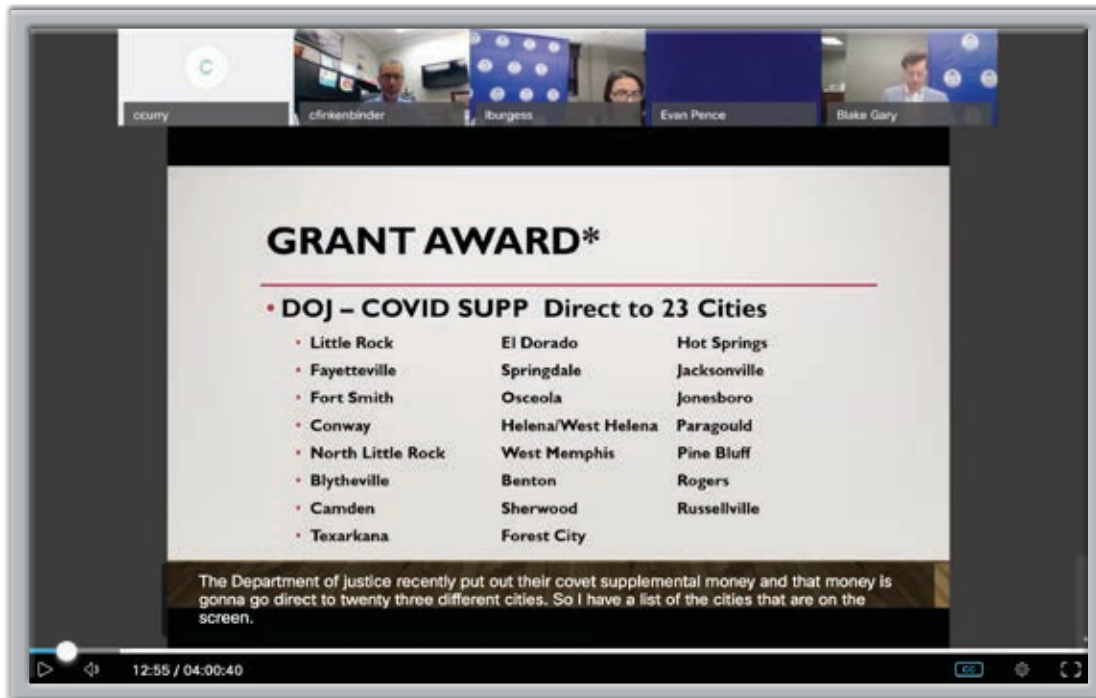 C
ccurry
cfinkenbinder
lburgess
Evan Pence
Blake Gary
GRANT AWARD*
• DOJ – COVID SUPP Direct to 23 Cities
• Little Rock El Dorado Hot Springs
• Fayetteville Springdale Jacksonville
• Fort Smith Osceola Jonesboro
• Conway Helena/West Helena Paragould
• North Little Rock West Memphis Pine Bluff
• Blytheville Benton Rogers
• Camden Sherwood Russellville
• Texarkana Forest City
The Department of justice recently put out their covet supplemental money and that money is
gonna go direct to twenty three different cities. So I have a list of the cities that are on the
screen.
12:55 / 04:00:40
CC